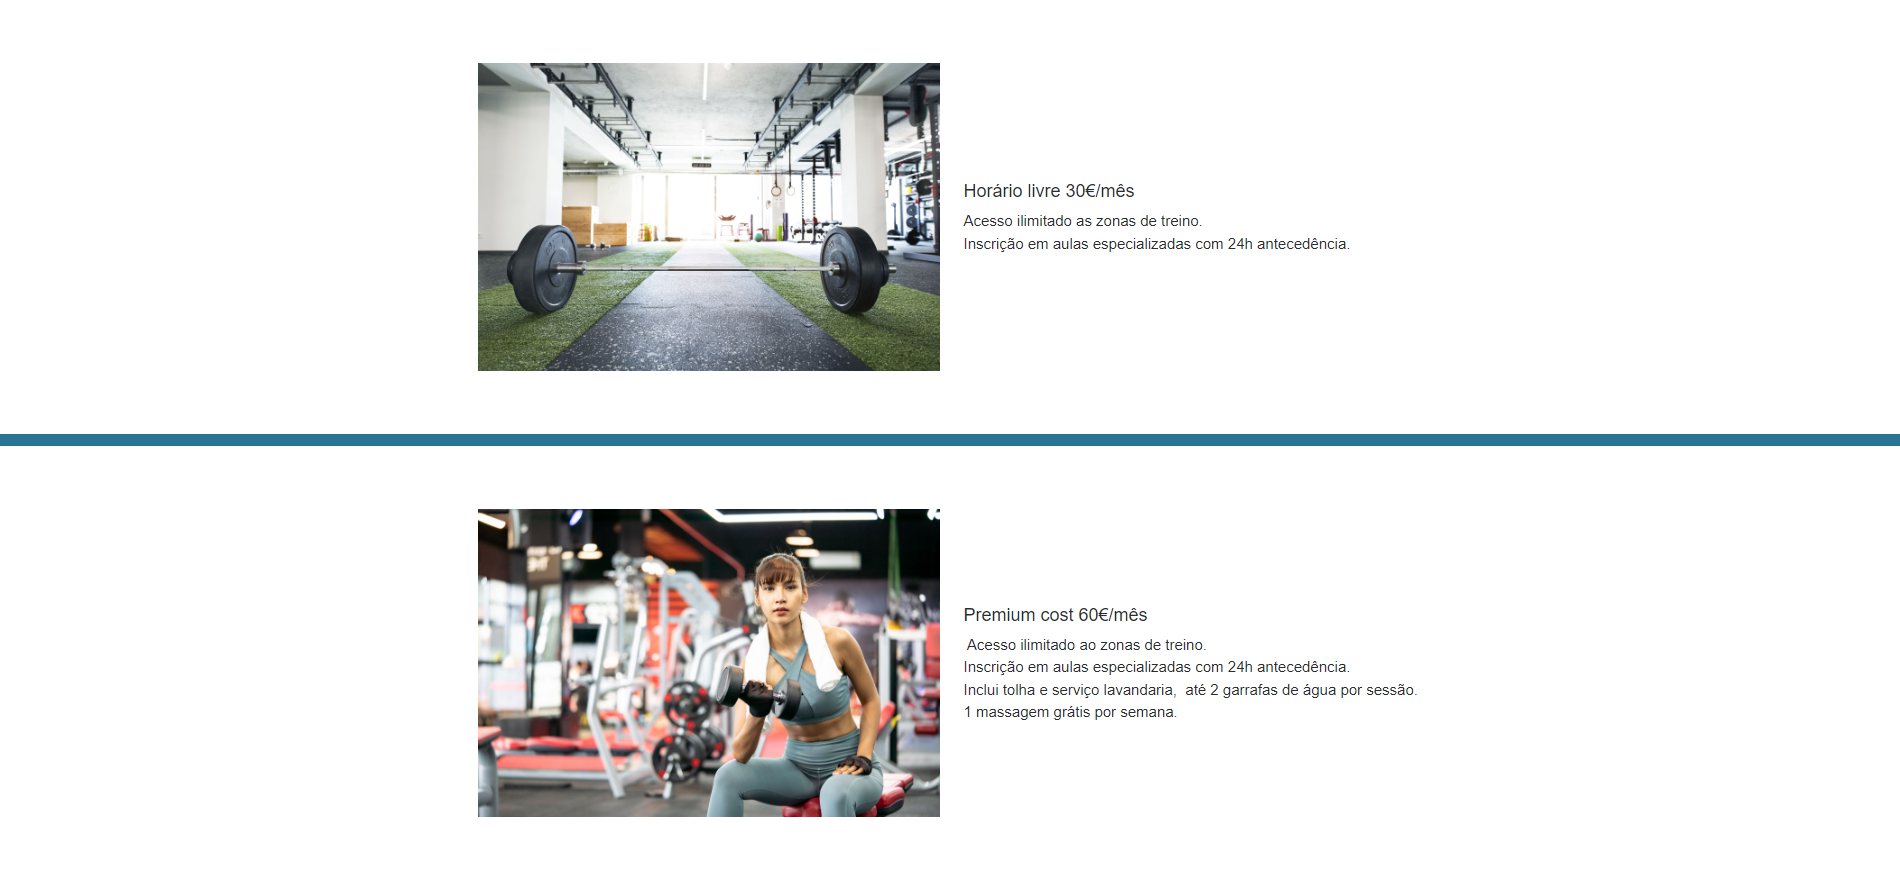 Horário livre 30€/mês
Acesso ilimitado as zonas de treino.
Inscrição em aulas especializadas com 24h antecedência.
Premium cost 60€/mês
Acesso ilimitado ao zonas de treino.
Inscrição em aulas especializadas com 24h antecedência.
Inclui tolha e serviço lavandaria,  até 2 garrafas de água por sessão.
1 massagem grátis por semana.